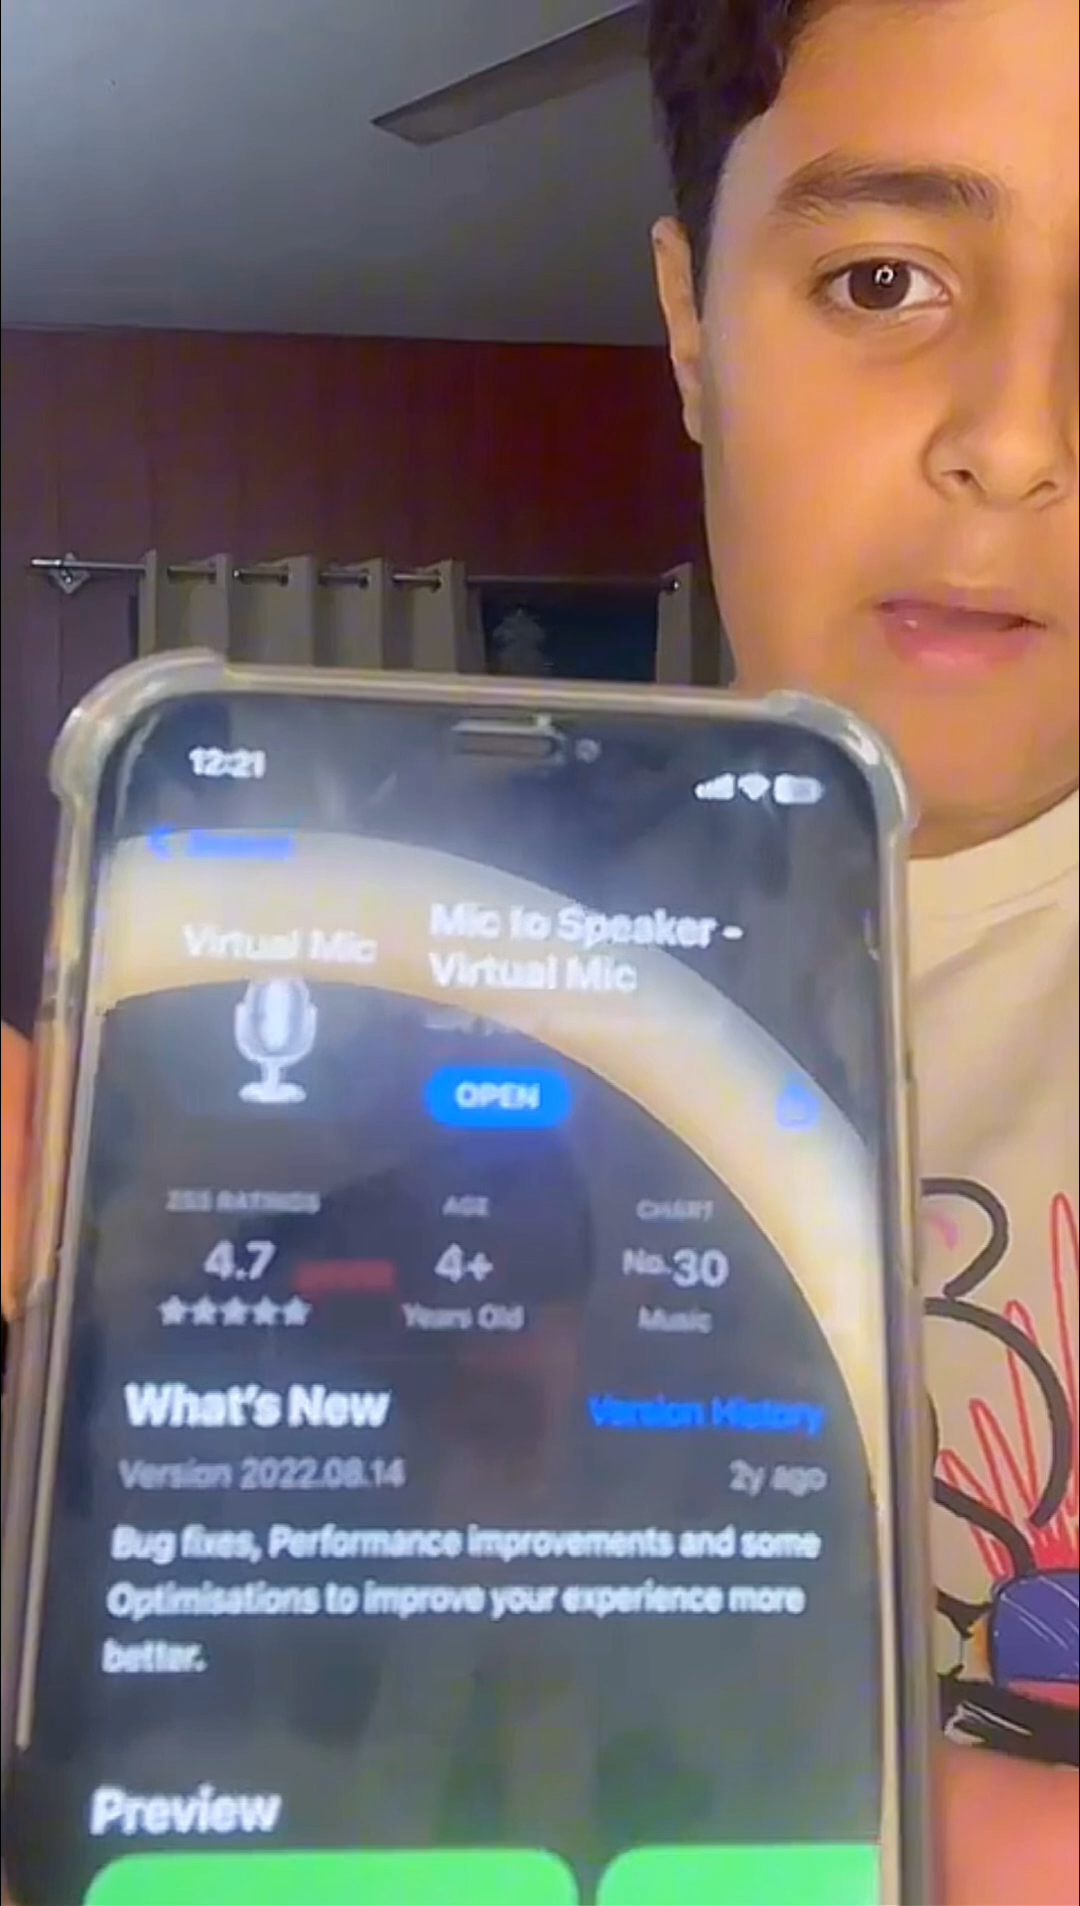 12:21
Virtual Mic
Mic to Speaker -
Virtual Mic
OPEN
255 RATINGS
AGE
CHART
4.7
4+
No.30
Years Old
Music
What's New
Version History
Version 2022.08.14
2y ago
Bug fixes, Performance improvements and some
Optimisations to improve your experience more
better.
Preview